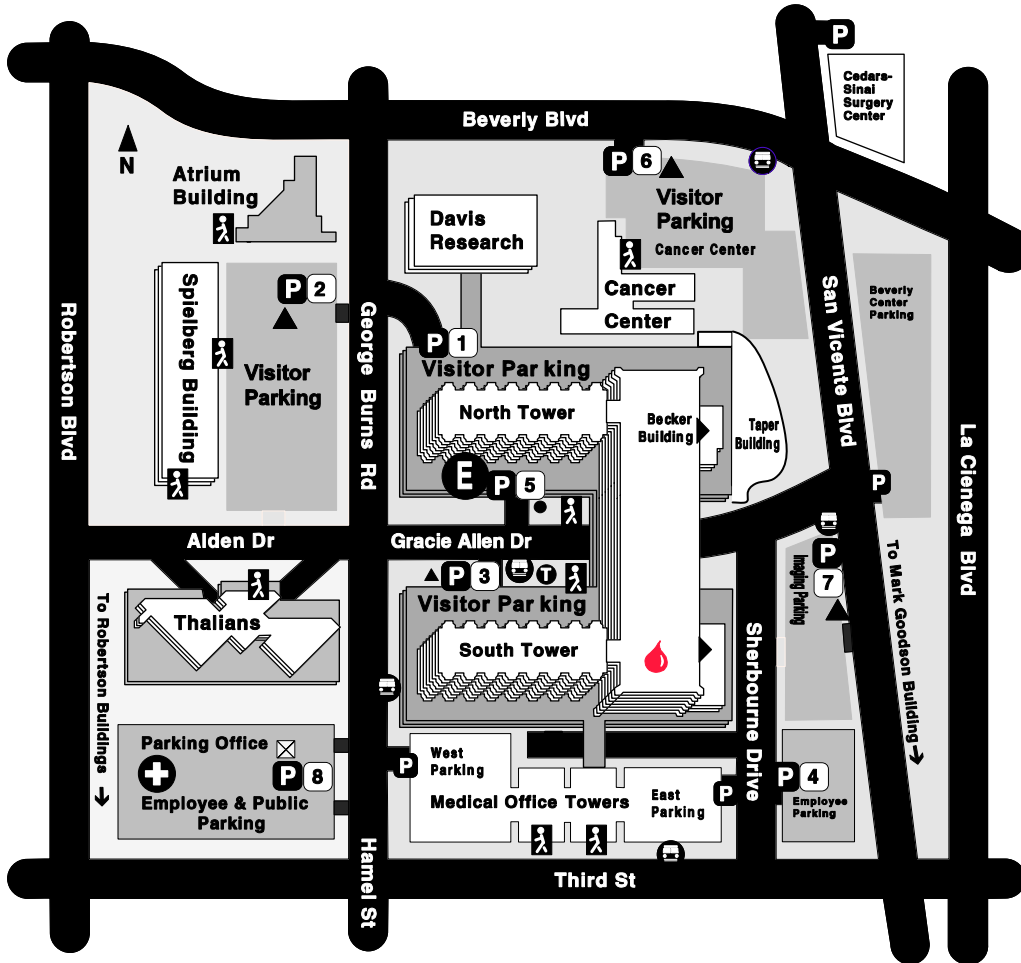 P
Cedars-
Sinai
Surgery
Center
Beverly Blvd
N
Atrium
Building
P 6
Visitor
Parking
Cancer Center
Davis
Research
Cancer
Center
Spielberg Building
P 2
Visitor
Parking
Robertson Blvd
George Burns Rd
P 1
Visitor Parking
North Tower
Becker
Building
Taper
Building
San Vicente Blvd
Beverly
Center
Parking
La Cienega Blvd
E
P 5
P
Alden Dr
Gracie Allen Dr
P 3
T
Visitor Parking
South Tower
Thalians
To Robertson Buildings
P
7
Imaging Parking
To Mark Goodson Building
Sherbourne Drive
Parking Office
P 8
Employee & Public
Parking
P
West
Parking
Medical Office Towers
East
Parking
P
P 4
Employee
Parking
Hamel St
Third St